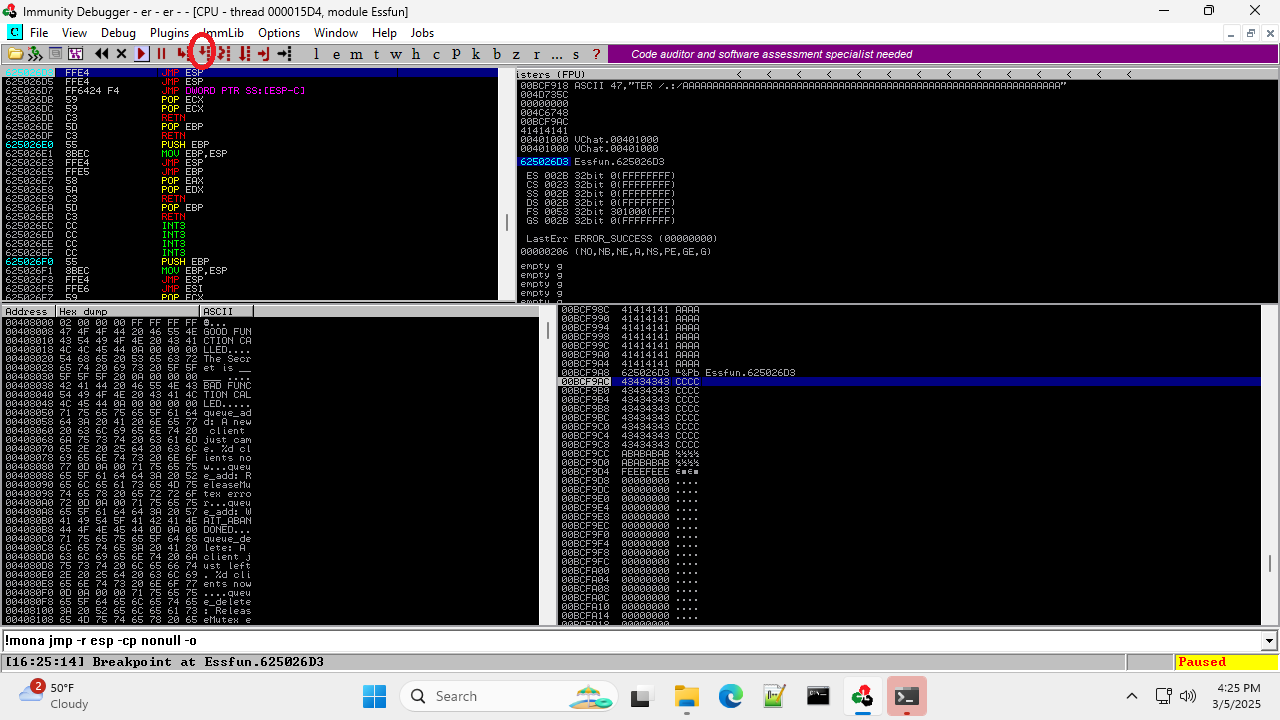 Immunity Debugger - er - er - - [CPU - thread 000015D4, module Essfun]
C File View Debug Plugins ImmLib Options Window Help Jobs
l e m t w h c P k b z r ... s ?
Code auditor and software assessment specialist needed
FFE4 JMP ESP
625026D5 FFE4 JMP ESP
625026D7 FF6424 F4 JMP DWORD PTR SS:[ESP-C]
625026DB 59 POP ECX
625026DC 59 POP ECX
625026DD C3 RETN
625026DE 5D POP EBP
625026DF C3 RETN
625026E0 55 PUSH EBP
625026E1 8BEC MOV EBP,ESP
625026E3 FFE4 JMP ESP
625026E5 FFE5 JMP EBP
625026E7 58 POP EAX
625026E8 5A POP EDX
625026E9 C3 RETN
625026EA 5D POP EBP
625026EB C3 RETN
625026EC CC INT3
625026ED CC INT3
625026EE CC INT3
625026EF CC INT3
625026F0 55 PUSH EBP
625026F1 8BEC MOV EBP,ESP
625026F3 FFE4 JMP ESP
625026F5 FFE6 JMP ESI
625026F7 59 POP ECX
isters (FPU) < < < < < < < < < < < < < <
00BCF918 ASCII 47,"TER /.:/AAAAAAAAAAAAAAAAAAAAAAAAAAAAAAAAAAAAAAAAAAAAAAAAAAAAAAAAAAAAAA"
004D735C
00000000
004C6748
00BCF9AC
41414141
00401000 VChat.00401000
00401000 VChat.00401000
625026D3 Essfun.625026D3
ES 002B 32bit 0(FFFFFFFF)
CS 0023 32bit 0(FFFFFFFF)
SS 002B 32bit 0(FFFFFFFF)
DS 002B 32bit 0(FFFFFFFF)
FS 0053 32bit 301000(FFF)
GS 002B 32bit 0(FFFFFFFF)
LastErr ERROR_SUCCESS (00000000)
00000206 (NO,NB,NE,A,NS,PE,GE,G)
empty g
empty g
empty g
empty g
empty g
Address Hex dump ASCII
00408000 02 00 00 00 FF FF FF FF ☻...
00408008 47 4F 4F 44 20 46 55 4E GOOD FUN
00408010 43 54 49 4F 4E 20 43 41 CTION CA
00408018 4C 4C 45 44 0A 00 00 00 LLED....
00408020 54 68 65 20 53 65 63 72 The Secr
00408028 65 74 20 69 73 20 5F 5F et is __
00408030 5F 5F 5F 20 0A 00 00 00 ___ ....
00408038 42 41 44 20 46 55 4E 43 BAD FUNC
00408040 54 49 4F 4E 20 43 41 4C TION CAL
00408048 4C 45 44 0A 00 00 00 00 LED.....
00408050 71 75 65 75 65 5F 61 64 queue_ad
00408058 64 3A 20 41 20 6E 65 77 d: A new
00408060 20 63 6C 69 65 6E 74 20 client
00408068 6A 75 73 74 20 63 61 6D just cam
00408070 65 2E 20 25 64 20 63 6C e. %d cl
00408078 69 65 6E 74 73 20 6E 6F ients no
00408080 77 0D 0A 00 71 75 65 75 w...queu
00408088 65 5F 61 64 64 3A 20 52 e_add: R
00408090 65 6C 65 61 73 65 4D 75 eleaseMu
00408098 74 65 78 20 65 72 72 6F tex erro
004080A0 72 0D 0A 00 71 75 65 75 r...queu
004080A8 65 5F 61 64 64 3A 20 57 e_add: W
004080B0 41 49 54 5F 41 42 41 4E AIT_ABAN
004080B8 44 4F 4E 45 44 0D 0A 00 DONED...
004080C0 71 75 65 75 65 5F 64 65 queue_de
004080C8 6C 65 74 65 3A 20 41 20 lete: A
004080D0 63 6C 69 65 6E 74 20 6A client j
004080D8 75 73 74 20 6C 65 66 74 ust left
004080E0 2E 20 25 64 20 63 6C 69 . %d cli
004080E8 65 6E 74 73 20 6E 6F 77 ents now
004080F0 0D 0A 00 00 71 75 65 75 ....queu
004080F8 65 5F 64 65 6C 65 74 65 e_delete
00408100 3A 20 52 65 6C 65 61 73 : Releas
00408108 65 4D 75 74 65 78 20 65 eMutex e
00BCF98C 41414141 AAAA
00BCF990 41414141 AAAA
00BCF994 41414141 AAAA
00BCF998 41414141 AAAA
00BCF99C 41414141 AAAA
00BCF9A0 41414141 AAAA
00BCF9A4 41414141 AAAA
00BCF9A8 625026D3 ╙&Pb Essfun.625026D3
00BCF9AC 43434343 CCCC
00BCF9B0 43434343 CCCC
00BCF9B4 43434343 CCCC
00BCF9B8 43434343 CCCC
00BCF9BC 43434343 CCCC
00BCF9C0 43434343 CCCC
00BCF9C4 43434343 CCCC
00BCF9C8 43434343 CCCC
00BCF9CC ABABABAB ½½½½
00BCF9D0 ABABABAB ½½½½
00BCF9D4 FEEEFEEE ε■ε■
00BCF9D8 00000000 ....
00BCF9DC 00000000 ....
00BCF9E0 00000000 ....
00BCF9E4 00000000 ....
00BCF9E8 00000000 ....
00BCF9EC 00000000 ....
00BCF9F0 00000000 ....
00BCF9F4 00000000 ....
00BCF9F8 00000000 ....
00BCF9FC 00000000 ....
00BCFA00 00000000 ....
00BCFA04 00000000 ....
00BCFA08 00000000 ....
00BCFA0C 00000000 ....
00BCFA10 00000000 ....
00BCFA14 00000000 ....
00BCFA18 00000000 ....
!mona jmp -r esp -cp nonull -o
[16:25:14] Breakpoint at Essfun.625026D3
Paused
2
50°F
Cloudy
Search
4:25 PM
3/5/2025